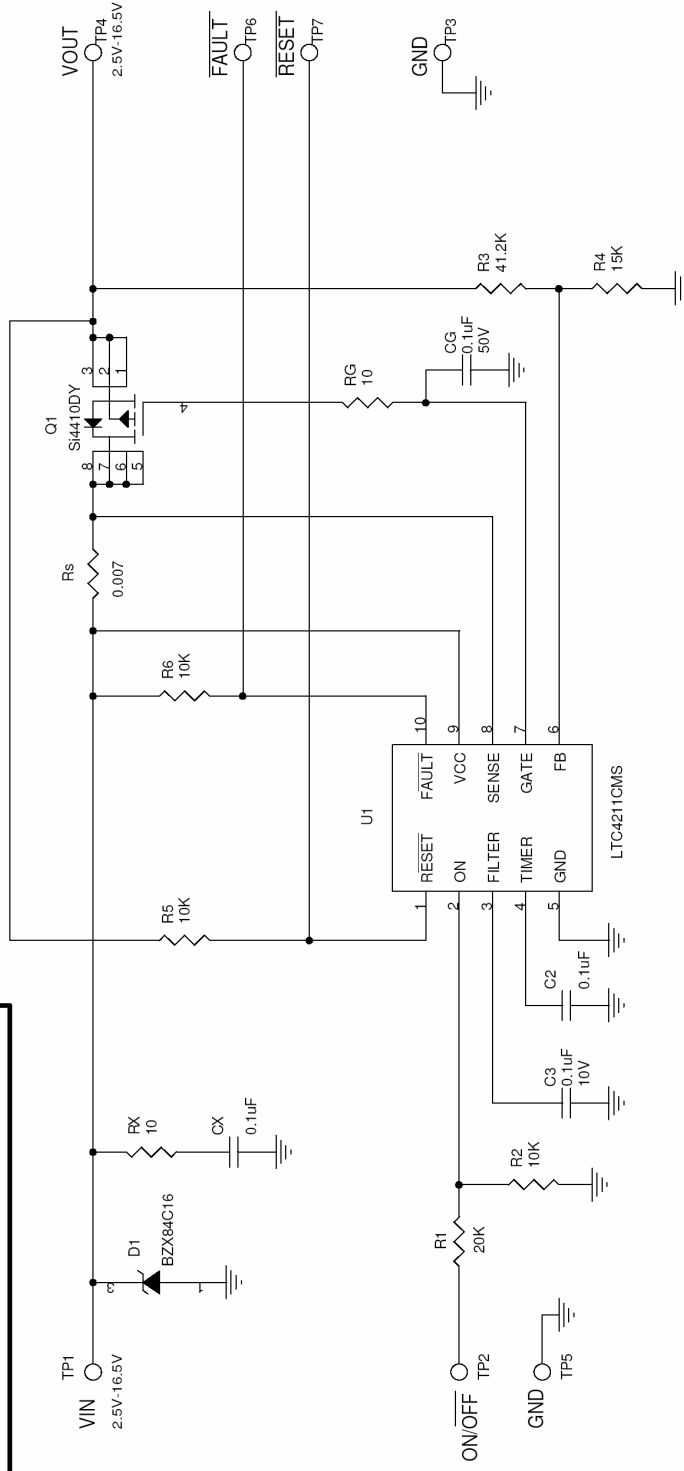 VIN
TP1
2.5V-16.5V
D1
BZX84C16
3
1
RX
10
CX
0.1uF
R5
10K
R6
10K
Rs
0.007
Q1
Si4410DY
8
7
6
5
3
2
1
4
VOUT
TP4
2.5V-16.5V
FAULT
TP6
RESET
TP7
GND
TP3
RG
10
CG
0.1uF
50V
R3
41.2K
R4
15K
U1
LTC4211CMS
1
RESET
2
ON
3
FILTER
4
TIMER
5
GND
10
FAULT
9
VCC
8
SENSE
7
GATE
6
FB
C2
0.1uF
C3
0.1uF
10V
R1
20K
R2
10K
ON/OFF
TP2
GND
TP5